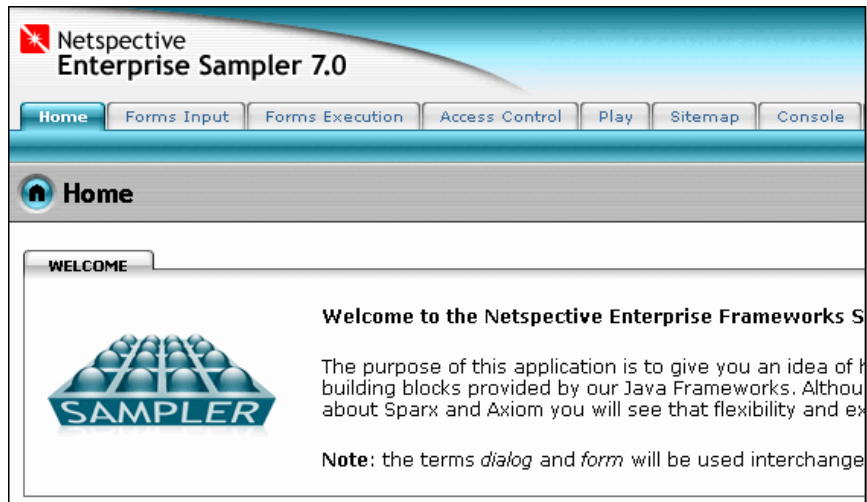 Netspective
Enterprise Sampler 7.0
Home Forms Input Forms Execution Access Control Play Sitemap Console
Home
WELCOME
SAMPLER
Welcome to the Netspective Enterprise Frameworks S
The purpose of this application is to give you an idea of
building blocks provided by our Java Frameworks. Althou
about Sparx and Axiom you will see that flexibility and ex
Note: the terms dialog and form will be used interchange